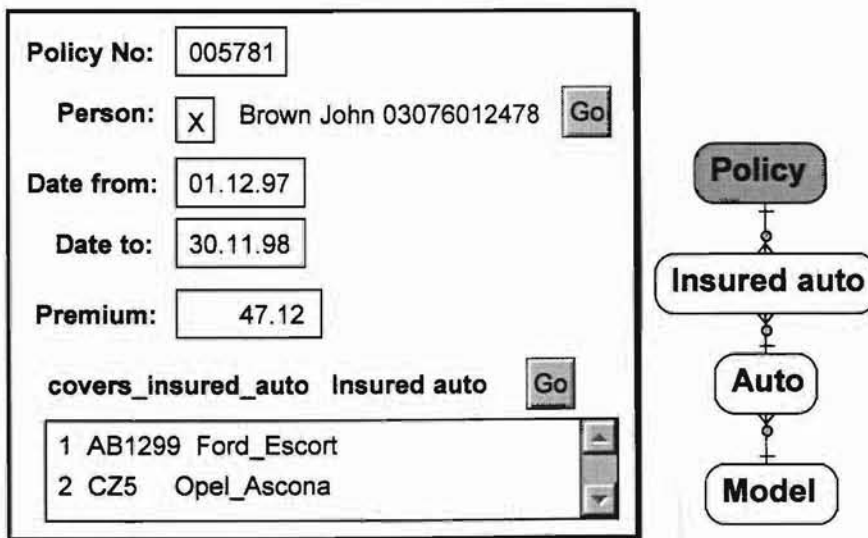 Policy No: 005781
Person: X Brown John 03076012478 Go
Date from: 01.12.97
Date to: 30.11.98
Premium: 47.12
covers_insured_auto Insured auto Go
1 AB1299 Ford_Escort
2 CZ5 Opel_Ascona
Policy
Insured auto
Auto
Model